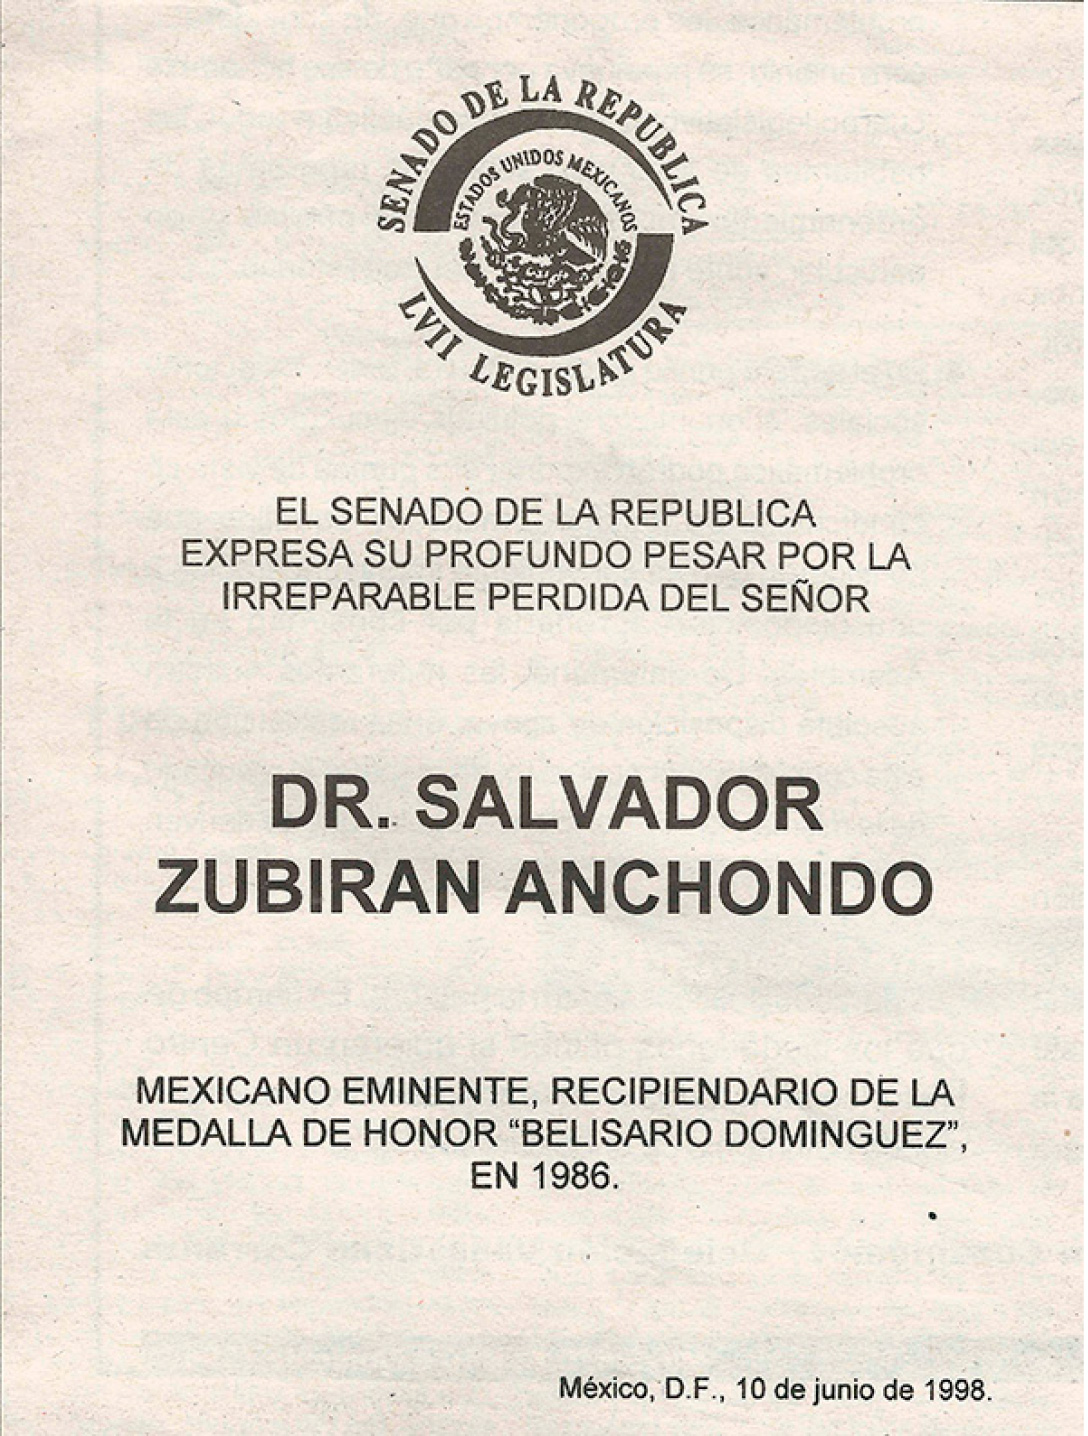 SENADO DE LA REPUBLICA
ESTADOS UNIDOS MEXICANOS
LVII LEGISLATURA
EL SENADO DE LA REPUBLICA
EXPRESA SU PROFUNDO PESAR POR LA
IRREPARABLE PERDIDA DEL SEÑOR
DR. SALVADOR
ZUBIRAN ANCHONDO
MEXICANO EMINENTE, RECIPIENDARIO DE LA
MEDALLA DE HONOR “BELISARIO DOMINGUEZ”,
EN 1986.
México, D.F., 10 de junio de 1998.